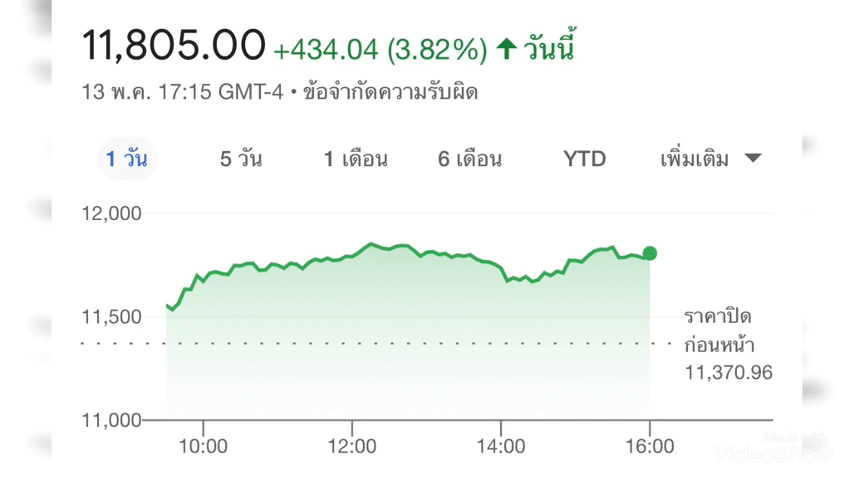 11,805.00 +434.04 (3.82%) ↑ วันนี้
13 พ.ค. 17:15 GMT-4 • ข้อจำกัดความรับผิด
1 วัน 5 วัน 1 เดือน 6 เดือน YTD เพิ่มเติม
12,000
11,500
ราคาปิด
ก่อนหน้า
11,370.96
11,000
10:00 12:00 14:00 16:00
Made with
VideoShow